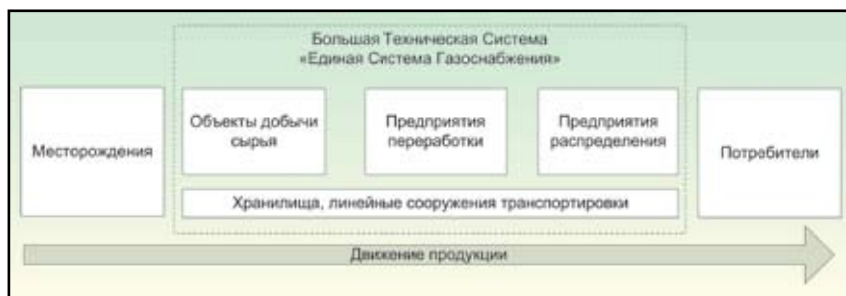 Большая Техническая Система
«Единая Система Газоснабжения»
Месторождения
Объекты добычи
сырья
Предприятия
переработки
Предприятия
распределения
Потребители
Хранилища, линейные сооружения транспортировки
Движение продукции